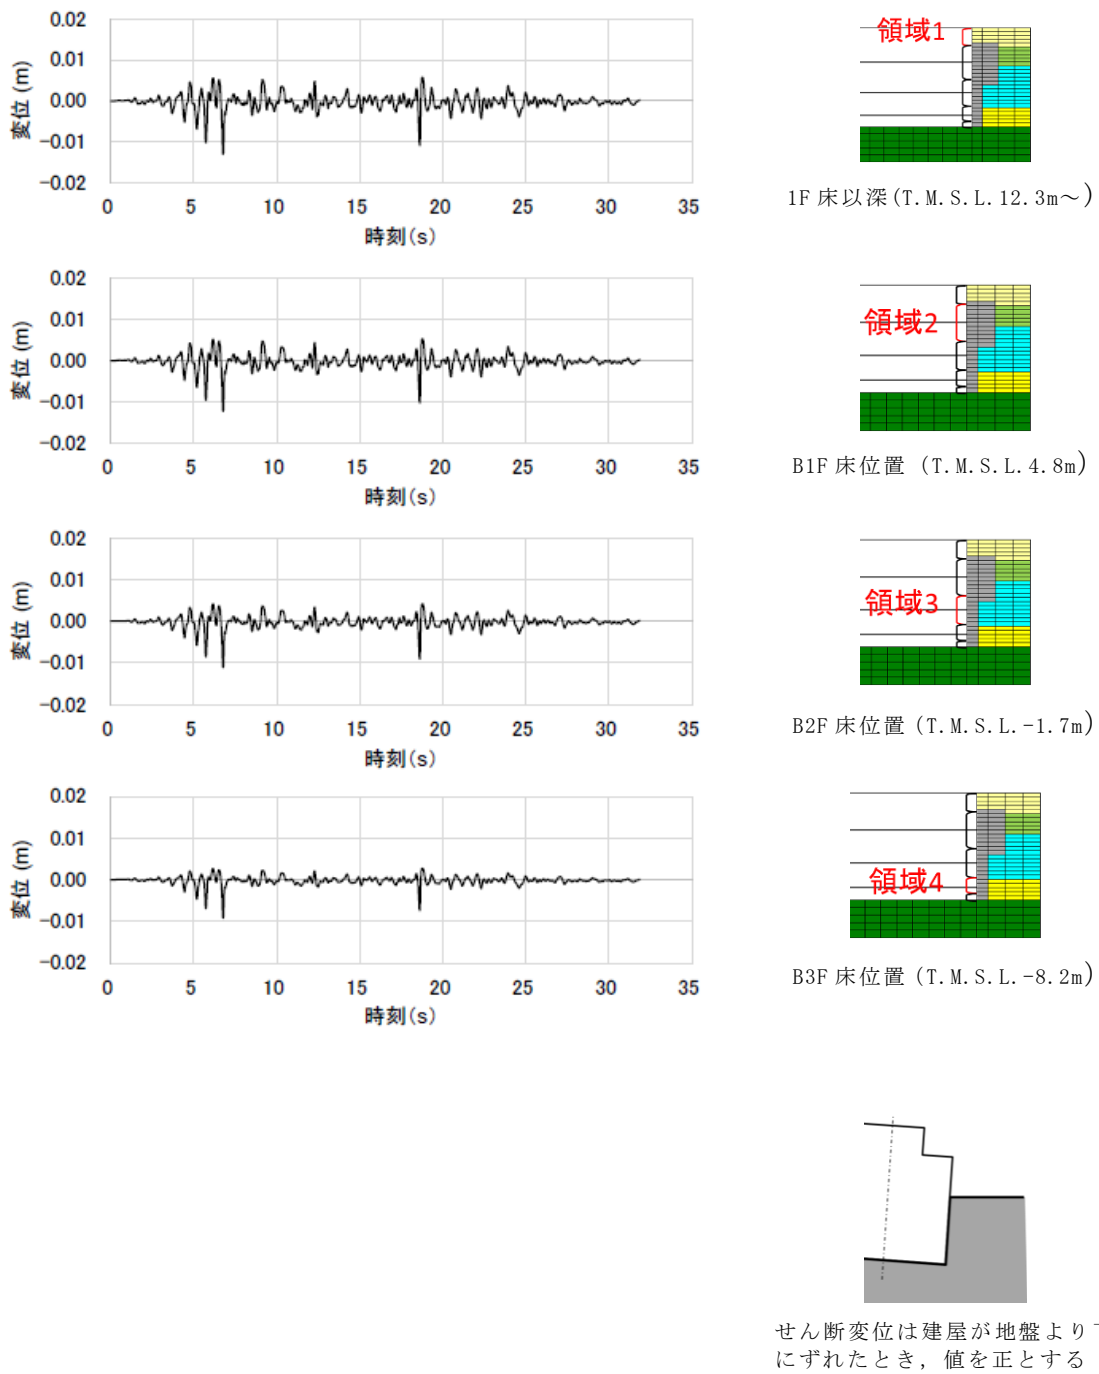 0.02
0.01
0.00
-0.01
-0.02
変位 (m)
0 5 10 15 20 25 30 35
時刻(s)
領域1
1F 床以深(T.M.S.L.12.3m～)
0.02
0.01
0.00
-0.01
-0.02
変位 (m)
0 5 10 15 20 25 30 35
時刻(s)
領域2
B1F 床位置 (T.M.S.L.4.8m)
0.02
0.01
0.00
-0.01
-0.02
変位 (m)
0 5 10 15 20 25 30 35
時刻(s)
領域3
B2F 床位置 (T.M.S.L.-1.7m)
0.02
0.01
0.00
-0.01
-0.02
変位 (m)
0 5 10 15 20 25 30 35
時刻(s)
領域4
B3F 床位置 (T.M.S.L.-8.2m)
せん断変位は建屋が地盤より
にずれたとき，値を正とする